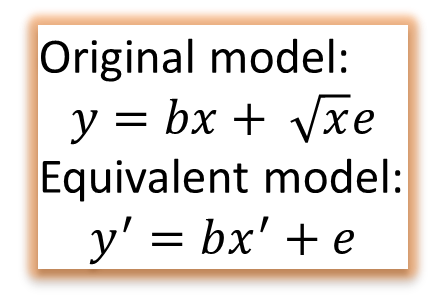 Original model:
y = bx + √xe
Equivalent model:
y′ = bx′ + e